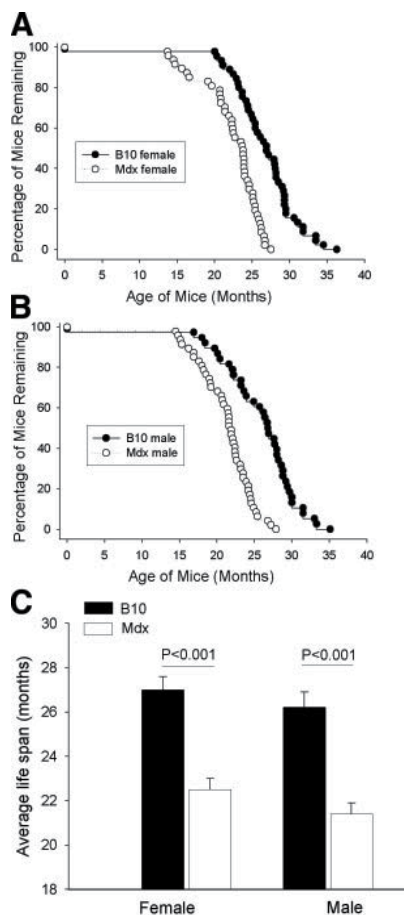 A
Percentage of Mice Remaining
100
80
60
40
20
0
B10 female
Mdx female
0 5 10 15 20 25 30 35 40
Age of Mice (Months)
B
Percentage of Mice Remaining
100
80
60
40
20
0
B10 male
Mdx male
0 5 10 15 20 25 30 35 40
Age of Mice (Months)
C
B10
Mdx
Average life span (months)
30
28
26
24
22
20
18
P<0.001
P<0.001
Female Male